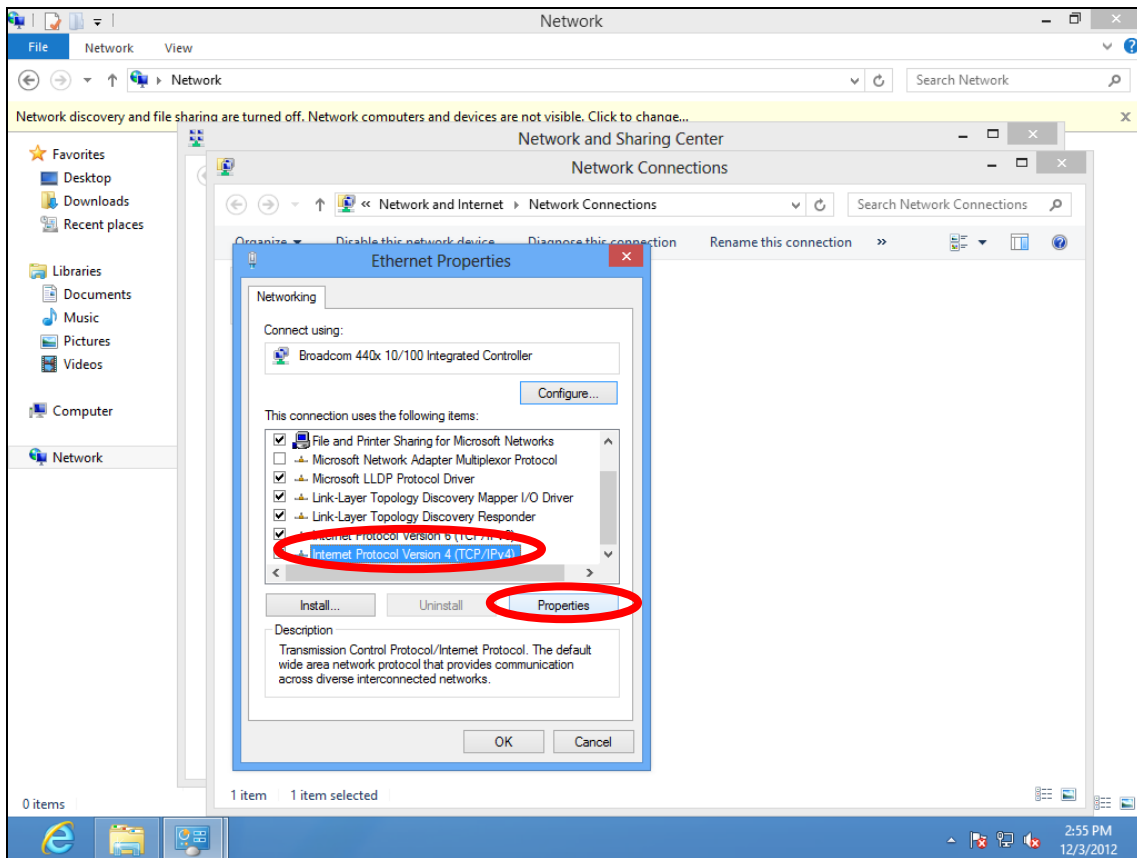 Network
File Network View
Network
Search Network
Network discovery and file sharing are turned off. Network computers and devices are not visible. Click to change...
Favorites
Desktop
Downloads
Recent places
Libraries
Documents
Music
Pictures
Videos
Computer
Network
0 items
Network and Sharing Center
Network Connections
« Network and Internet Network Connections
Search Network Connections
Organize Disable this network device Diagnose this connection Rename this connection »
Ethernet Properties
Networking
Connect using:
Broadcom 440x 10/100 Integrated Controller
Configure...
This connection uses the following items:
File and Printer Sharing for Microsoft Networks
Microsoft Network Adapter Multiplexor Protocol
Microsoft LLDP Protocol Driver
Link-Layer Topology Discovery Mapper I/O Driver
Link-Layer Topology Discovery Responder
Internet Protocol Version 6 (TCP/IPv6)
Internet Protocol Version 4 (TCP/IPv4)
Install... Uninstall Properties
Description
Transmission Control Protocol/Internet Protocol. The default
wide area network protocol that provides communication
across diverse interconnected networks.
OK Cancel
1 item 1 item selected
2:55 PM
12/3/2012